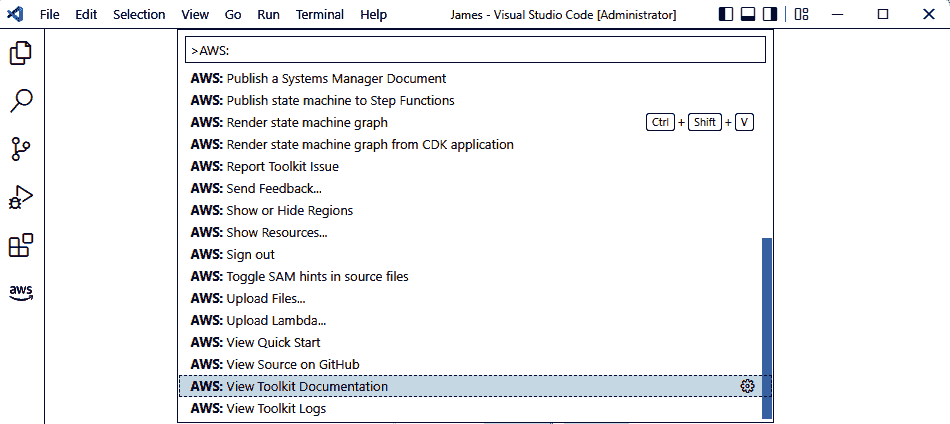 File Edit Selection View Go Run Terminal Help James - Visual Studio Code [Administrator]
>AWS:
AWS: Publish a Systems Manager Document
AWS: Publish state machine to Step Functions
AWS: Render state machine graph Ctrl + Shift + V
AWS: Render state machine graph from CDK application
AWS: Report Toolkit Issue
AWS: Send Feedback...
AWS: Show or Hide Regions
AWS: Show Resources...
AWS: Sign out
AWS: Toggle SAM hints in source files
aws
AWS: Upload Files...
AWS: Upload Lambda...
AWS: View Quick Start
AWS: View Source on GitHub
AWS: View Toolkit Documentation
AWS: View Toolkit Logs